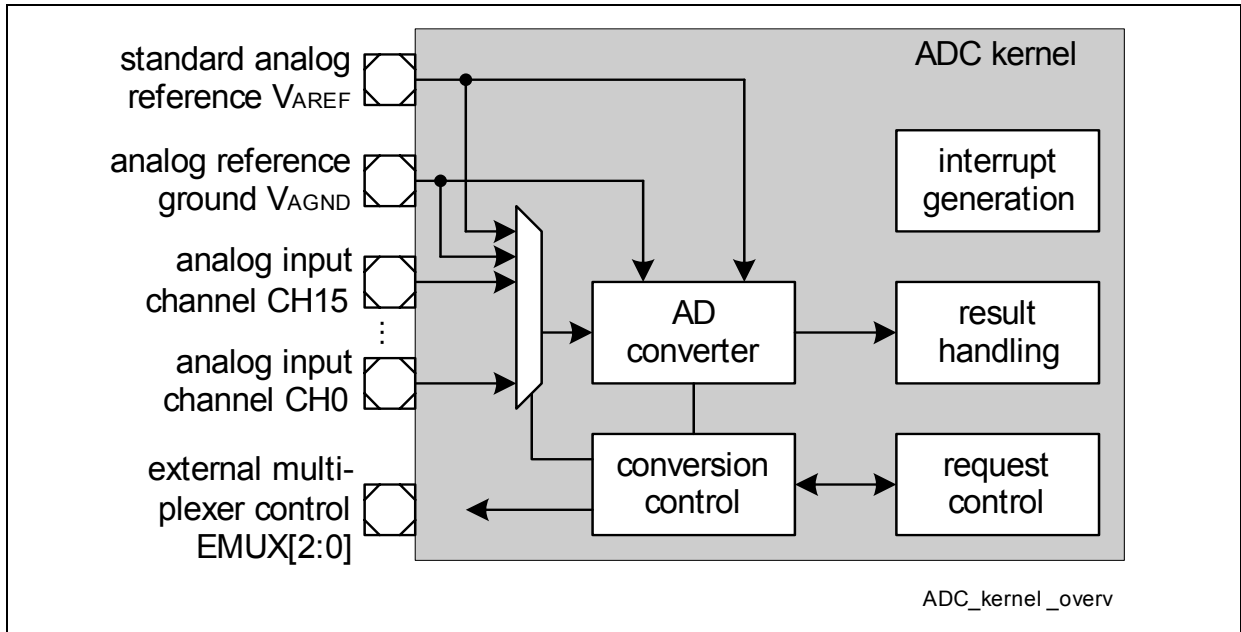 standard analog
reference VAREF
ADC kernel
analog reference
ground VAGND
interrupt
generation
analog input
channel CH15
...
AD
converter
result
handling
analog input
channel CH0
external multi-
plexer control
EMUX[2:0]
conversion
control
request
control
ADC_kernel _overv